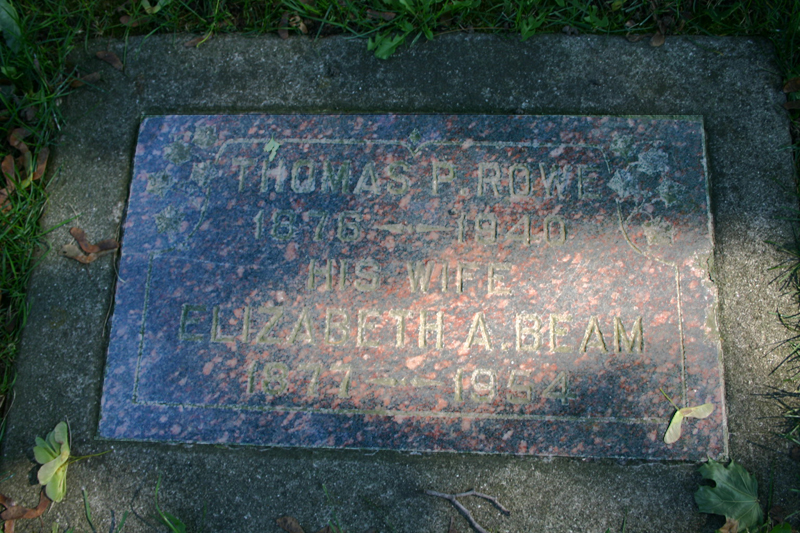 THOMAS P. ROWE
1876 — 1940
HIS WIFE
ELIZABETH A. BEAM
1877 — 1954